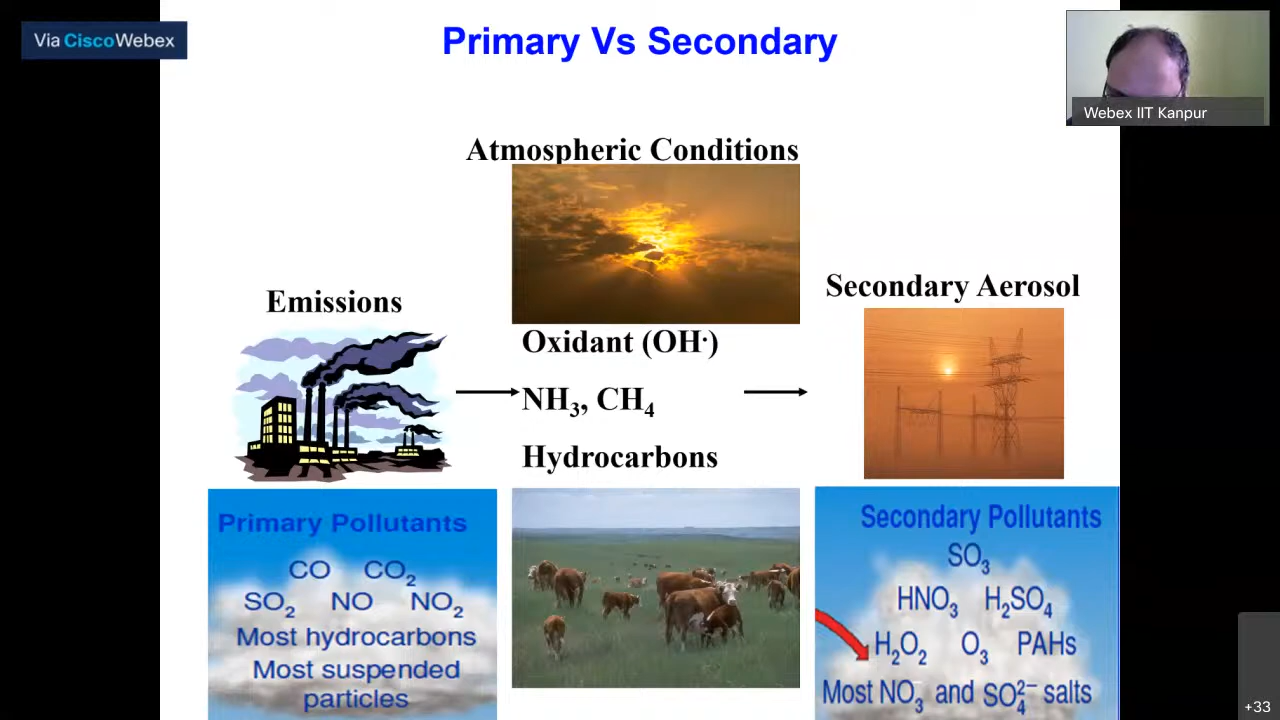 Via Cisco Webex
Primary Vs Secondary
Webex IIT Kanpur
Atmospheric Conditions
Emissions
Secondary Aerosol
Oxidant (OH·)
NH₃, CH₄
Hydrocarbons
Primary Pollutants
CO CO₂
SO₂ NO NO₂
Most hydrocarbons
Most suspended
particles
Secondary Pollutants
SO₃
HNO₃ H₂SO₄
H₂O₂ O₃ PAHs
Most NO₃ and SO₄²⁻ salts
+33